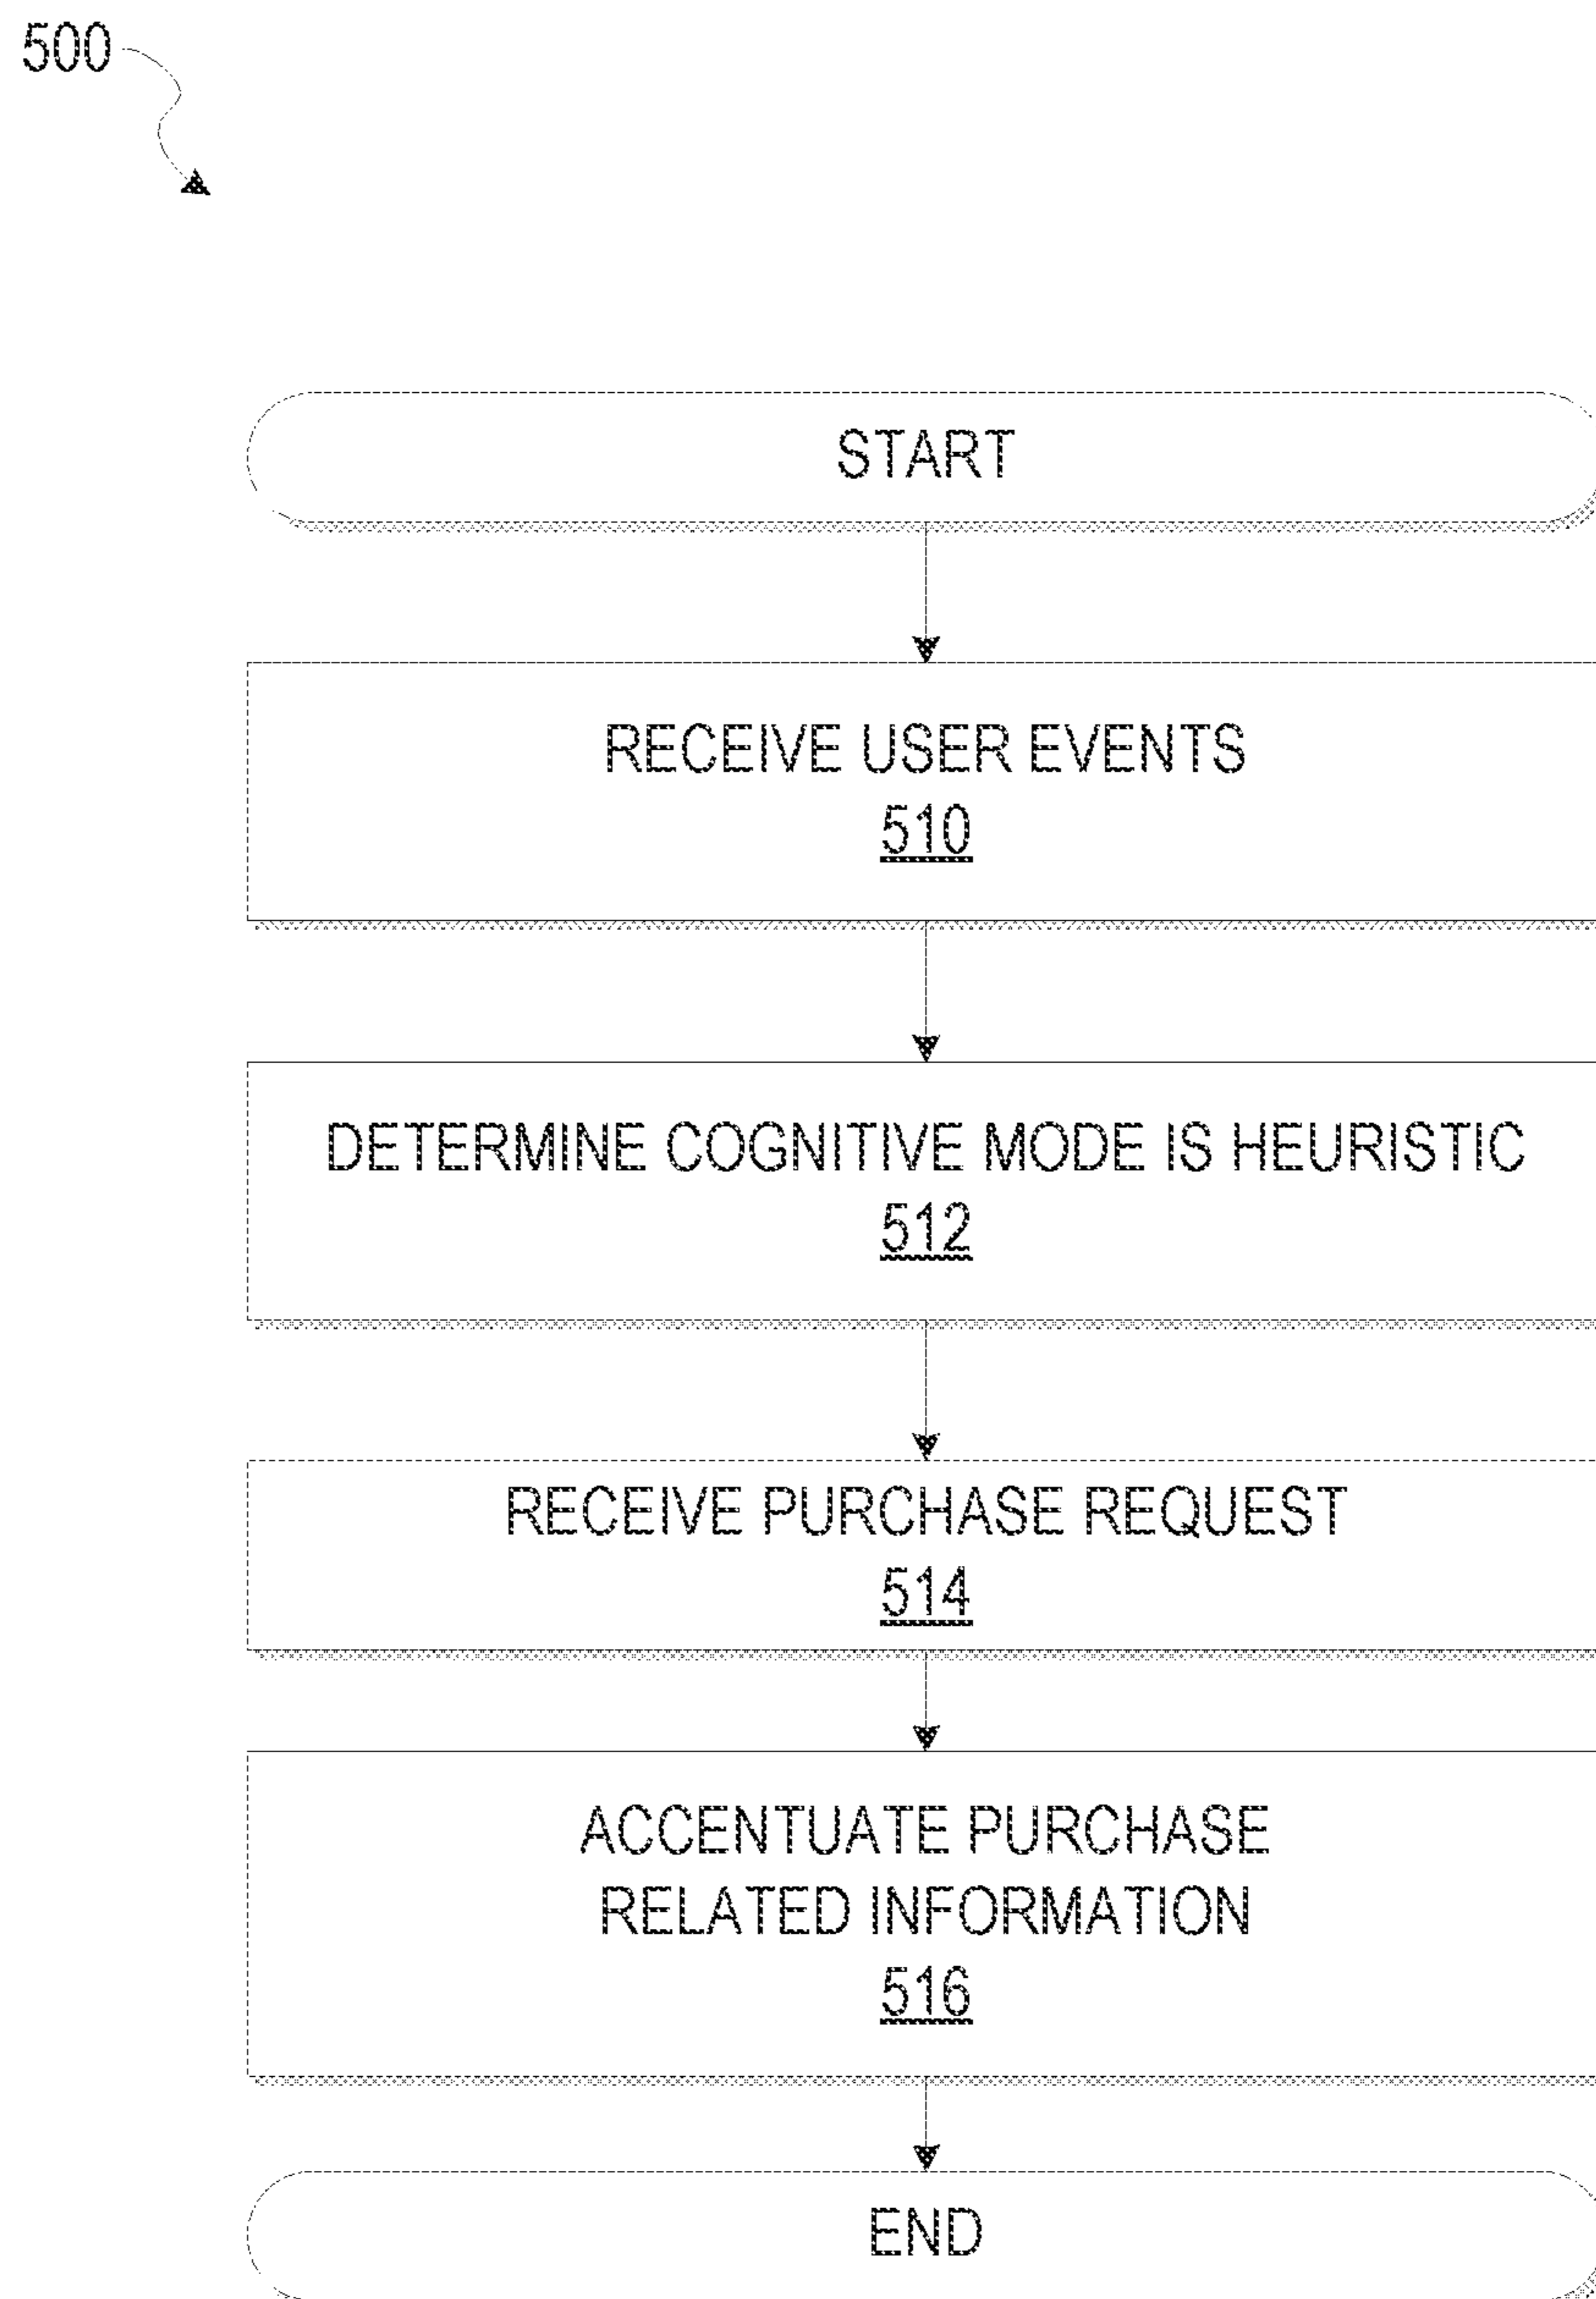 500
START
RECEIVE USER EVENTS
510
DETERMINE COGNITIVE MODE IS HEURISTIC
512
RECEIVE PURCHASE REQUEST
514
ACCENTUATE PURCHASE
RELATED INFORMATION
516
END